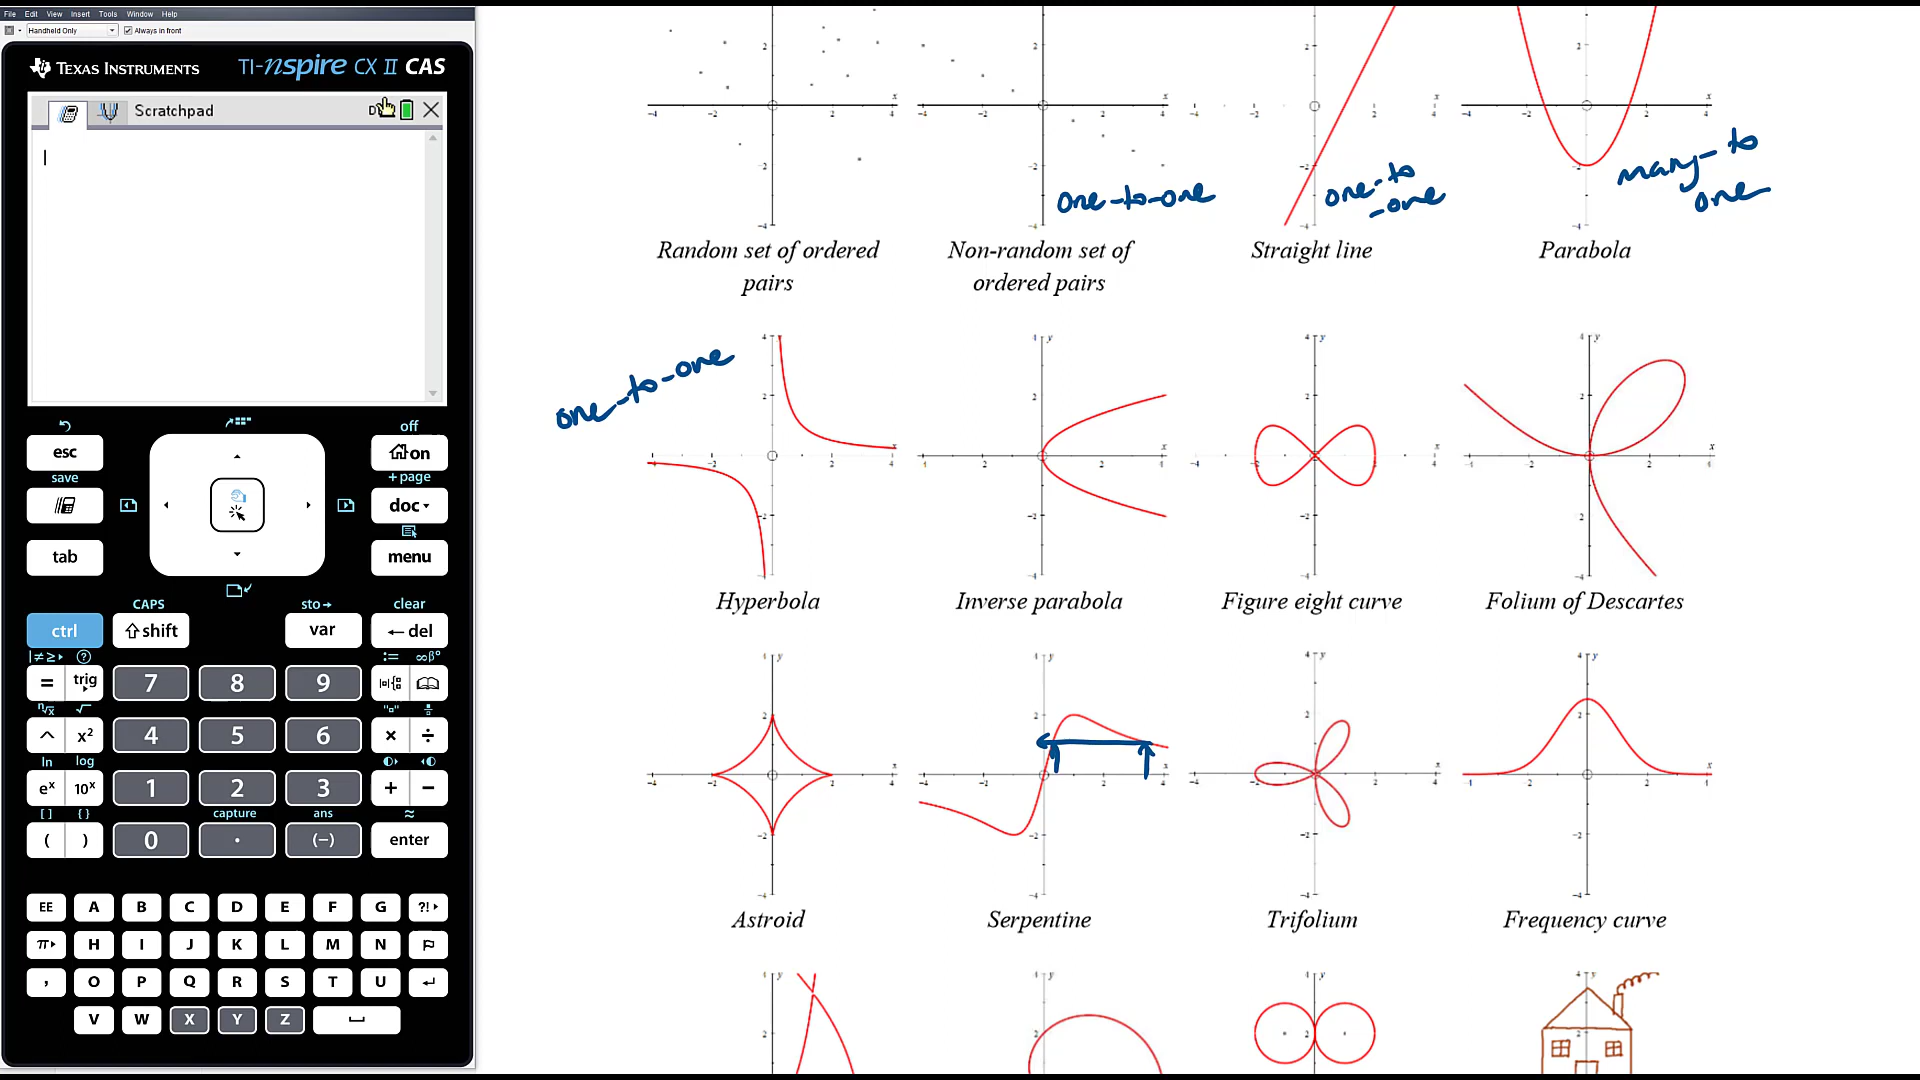 File Edit View Insert Tools Window Help
Handheld Only Always in front
TEXAS INSTRUMENTS TI-nspire CX II CAS
Scratchpad
off
esc
on
save
+ page
doc
tab
menu
CAPS
sto→
clear
ctrl
shift
var
←del
= trig
7 8 9
^ x²
4 5 6 × ÷
ln log
eˣ 10ˣ
1 2 3 + −
[ ] { }
capture
ans
≈
( )
0 . (−)
enter
EE A B C D E F G ?!
π H I J K L M N
, O P Q R S T U
V W X Y Z
one-to-one
one-to
-one
many-to
one
Random set of ordered
pairs
Non-random set of
ordered pairs
Straight line
Parabola
one-to-one
Hyperbola
Inverse parabola
Figure eight curve
Folium of Descartes
Astroid
Serpentine
Trifolium
Frequency curve